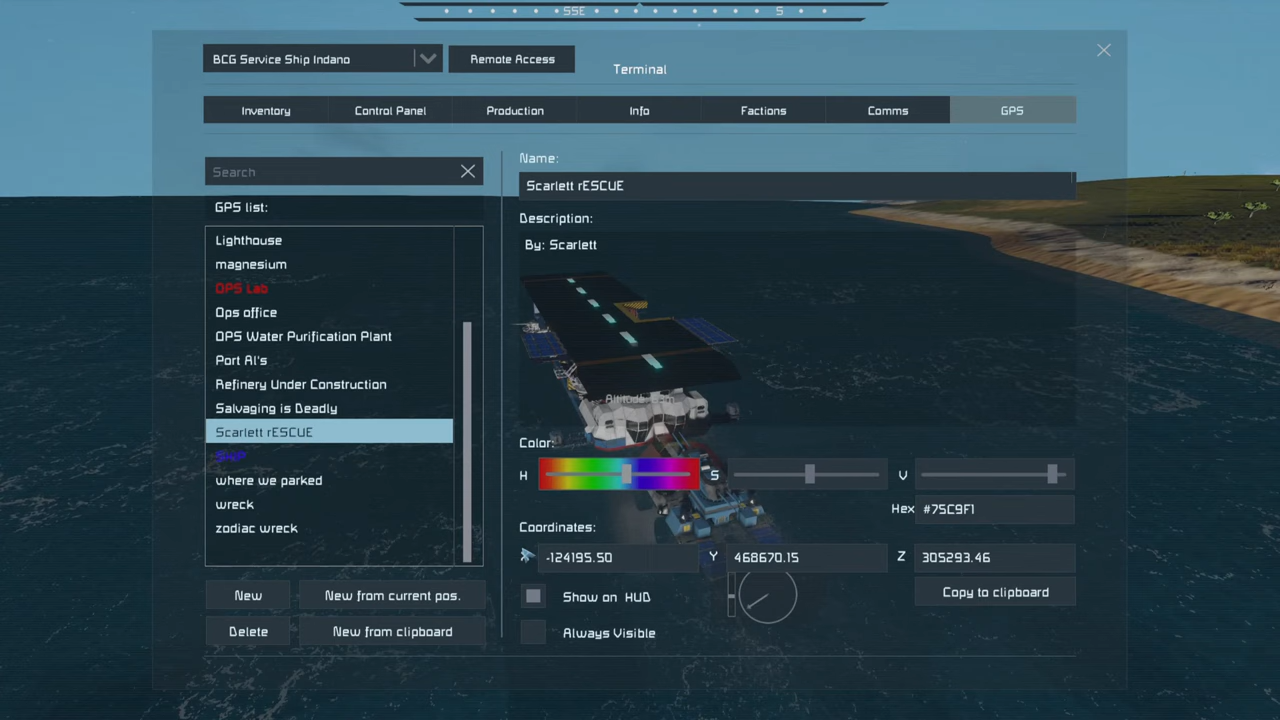 SSE
S
BCG Service Ship Indano
Remote Access
Terminal
Inventory
Control Panel
Production
Info
Factions
Comms
GPS
Search
GPS list:
Lighthouse
magnesium
OPS Lab
Ops office
OPS Water Purification Plant
Port Al's
Refinery Under Construction
Salvaging is Deadly
Scarlett rESCUE
where we parked
wreck
zodiac wreck
New
New from current pos.
Delete
New from clipboard
Name:
Scarlett rESCUE
Description:
By: Scarlett
Color:
H
S
V
Hex
#75C9F1
Coordinates:
-124195.50
Y
468670.15
Z
305293.46
Show on HUD
Copy to clipboard
Always Visible